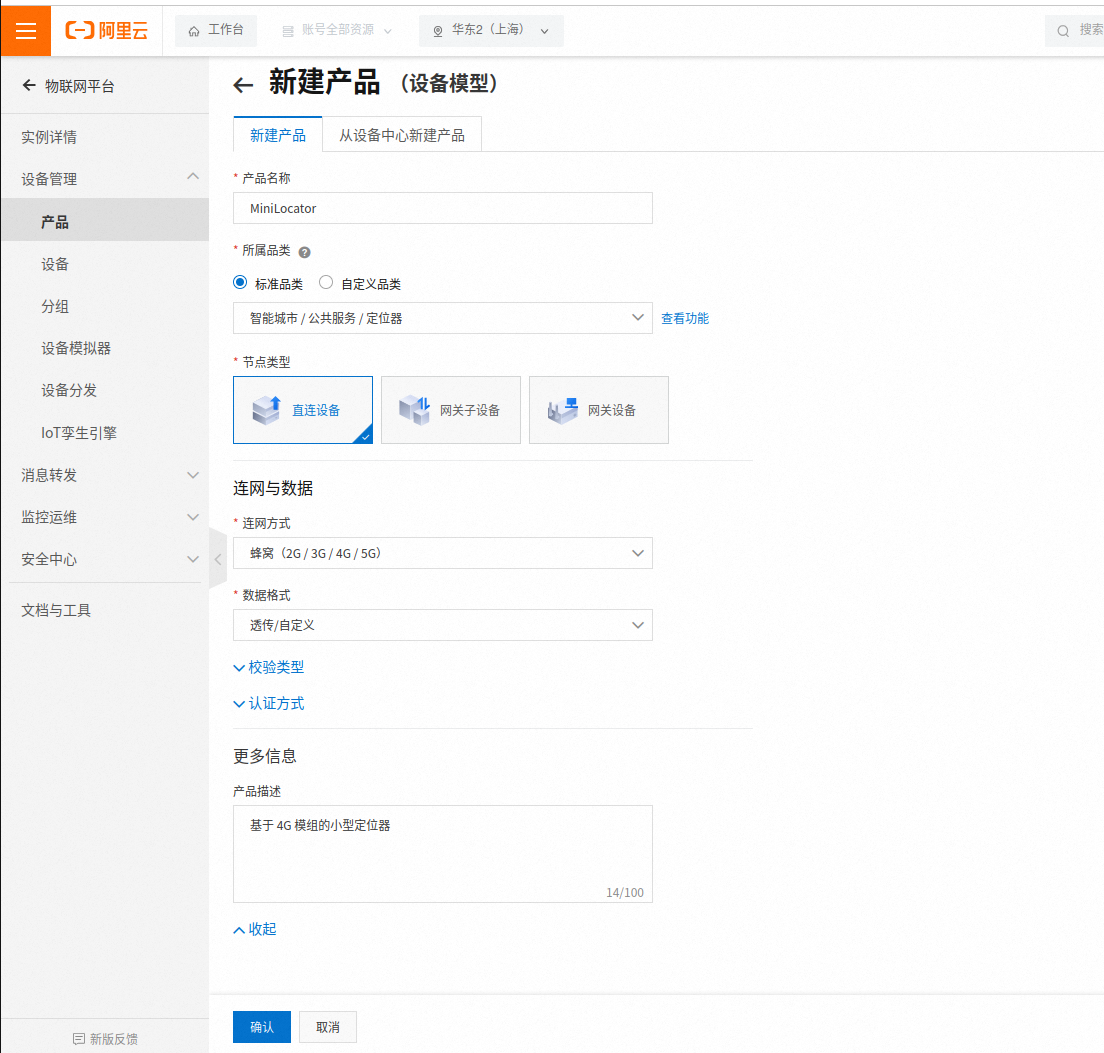 阿里云
工作台
账号全部资源
华东2（上海）
搜索
物联网平台
实例详情
设备管理
产品
设备
分组
设备模拟器
设备分发
IoT孪生引擎
消息转发
监控运维
安全中心
文档与工具
新版反馈
新建产品 （设备模型）
新建产品
从设备中心新建产品
* 产品名称
MiniLocator
* 所属品类 ?
标准品类 自定义品类
智能城市 / 公共服务 / 定位器
查看功能
* 节点类型
直连设备
网关子设备
网关设备
连网与数据
* 连网方式
蜂窝（2G / 3G / 4G / 5G）
* 数据格式
透传/自定义
校验类型
认证方式
更多信息
产品描述
基于 4G 模组的小型定位器
14/100
收起
确认
取消